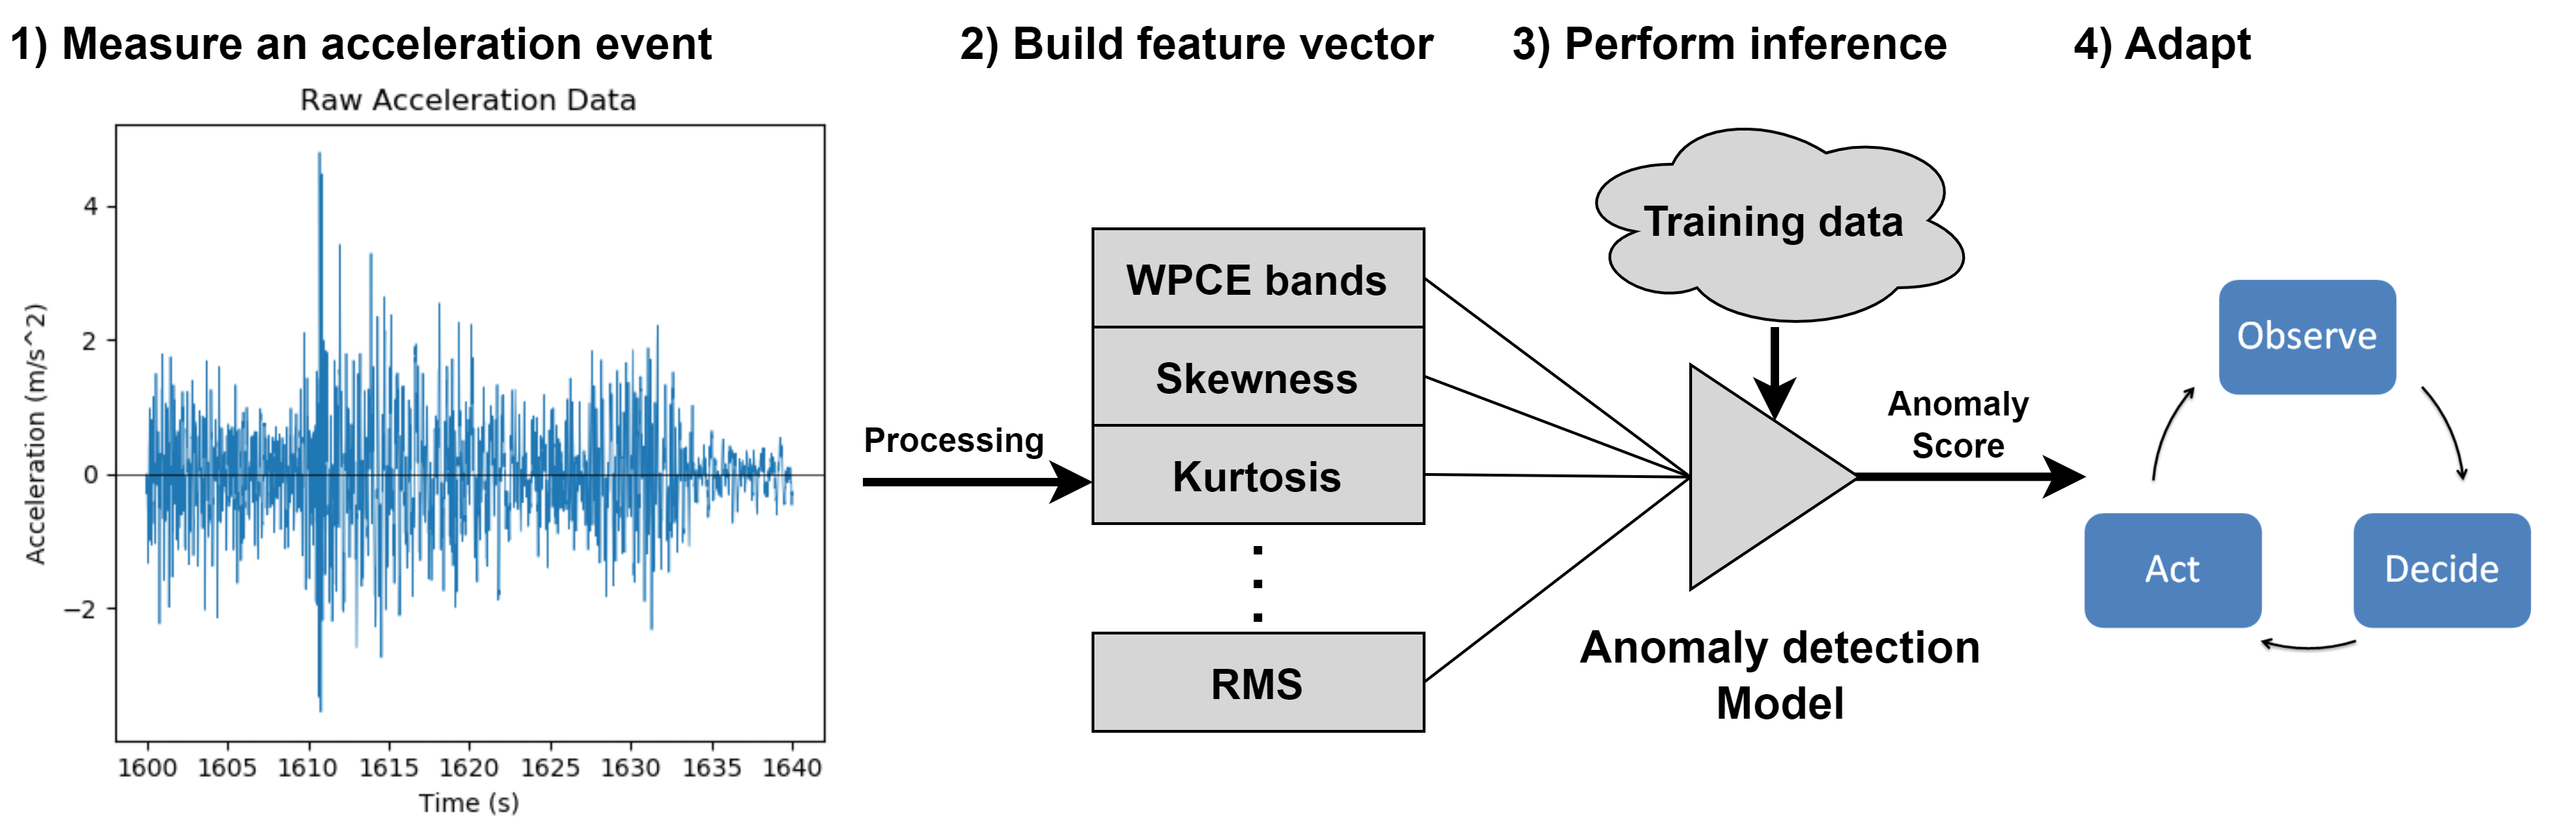 1) Measure an acceleration event
2) Build feature vector
3) Perform inference
4) Adapt
Raw Acceleration Data
Acceleration (m/s^2)
4
2
0
−2
1600 1605 1610 1615 1620 1625 1630 1635 1640
Time (s)
Processing
WPCE bands
Skewness
Kurtosis
RMS
Training data
Anomaly detection
Model
Anomaly
Score
Observe
Decide
Act